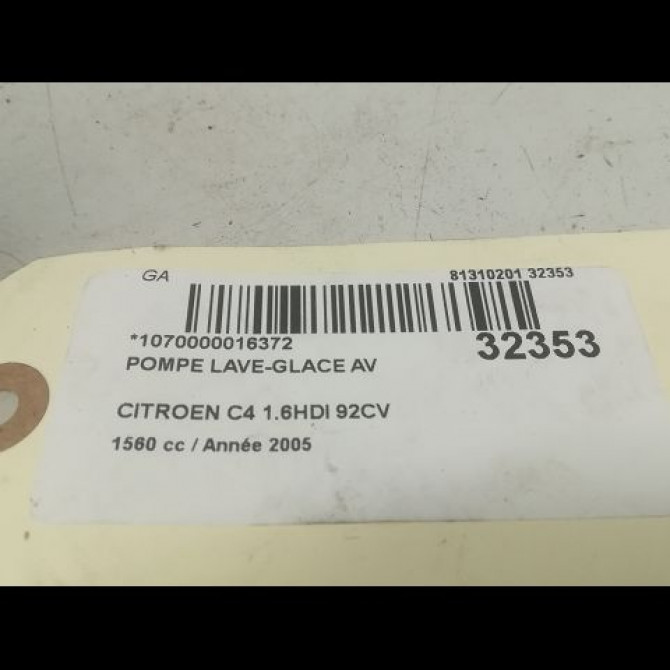 GA 81310201 32353
*1070000016372 32353
POMPE LAVE-GLACE AV
CITROEN C4 1.6HDI 92CV
1560 cc / Année 2005